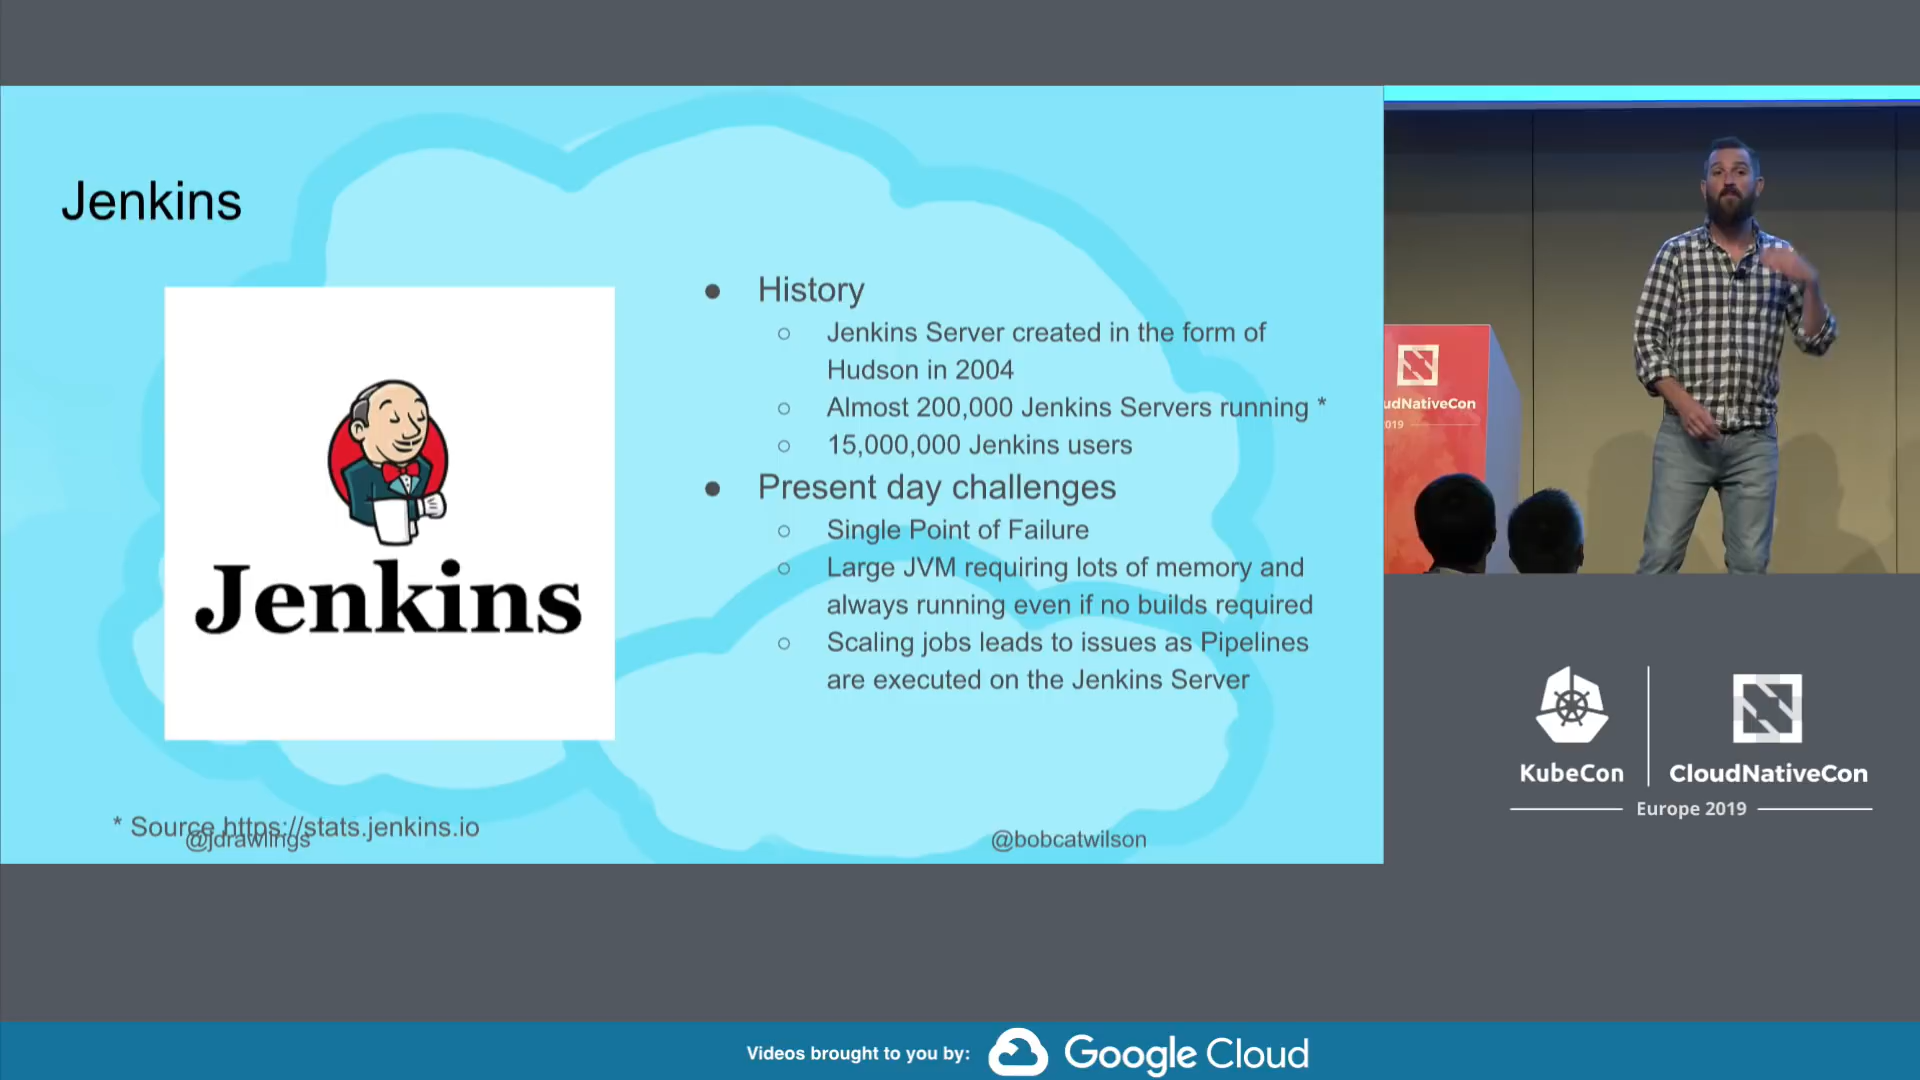 Jenkins
Jenkins
History
Jenkins Server created in the form of
Hudson in 2004
Almost 200,000 Jenkins Servers running *
15,000,000 Jenkins users
Present day challenges
Single Point of Failure
Large JVM requiring lots of memory and
always running even if no builds required
Scaling jobs leads to issues as Pipelines
are executed on the Jenkins Server
* Source https://stats.jenkins.io
@jdrawlings
@bobcatwilson
udNativeCon
019
KubeCon
CloudNativeCon
Europe 2019
Videos brought to you by:
Google Cloud